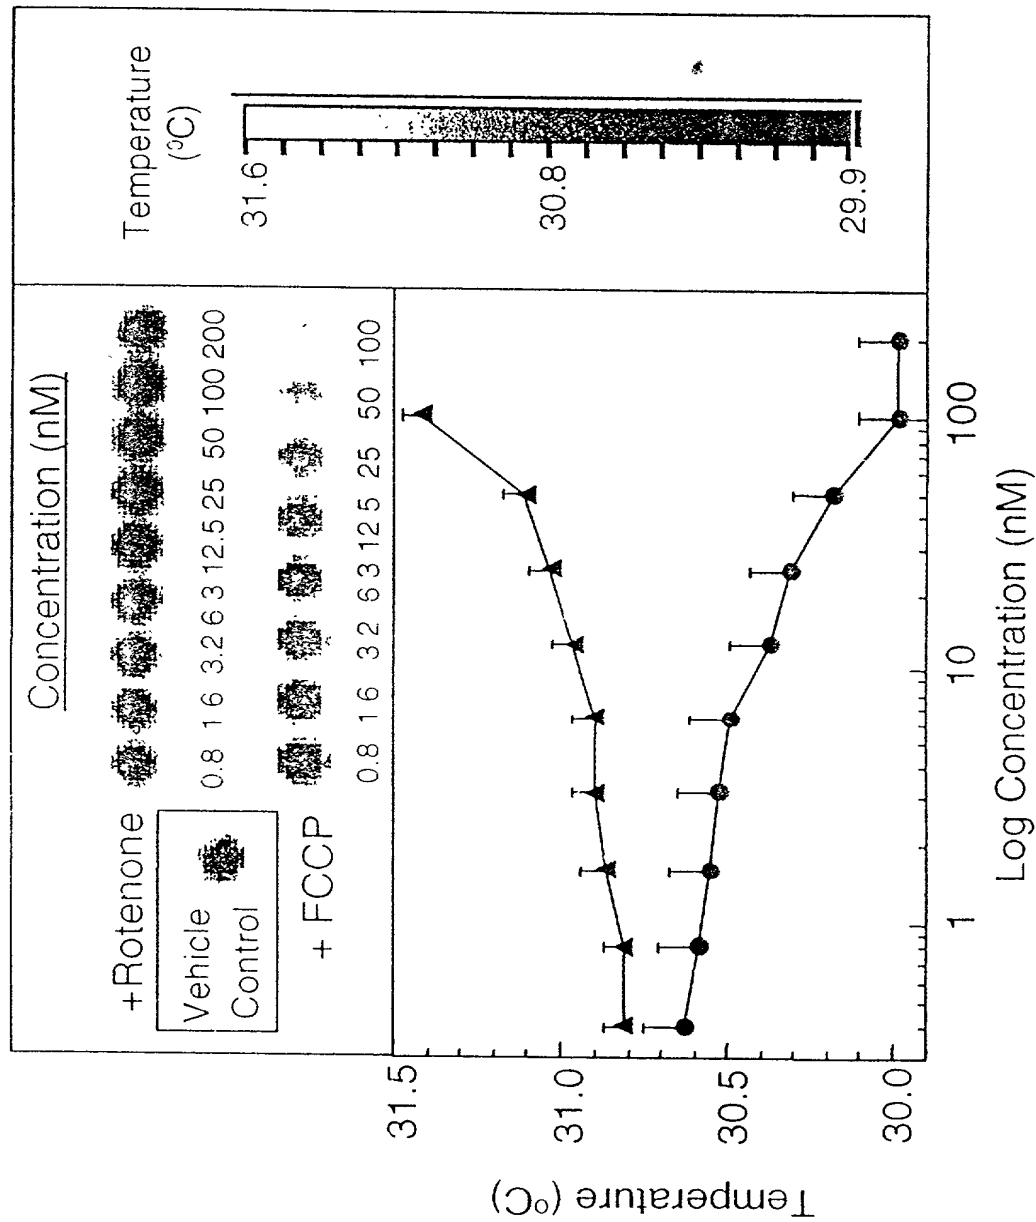 Concentration (nM)
+Rotenone
0.8 1 6 3.2 6 3 12.5 25 50 100 200
Vehicle
Control
+ FCCP
0.8 1 6 3 2 6 3 12 5 25 50 100
Temperature
(ºC)
31.6
30.8
29.9
Temperature (ºC)
31.5
31.0
30.5
30.0
1
10
100
Log Concentration (nM)